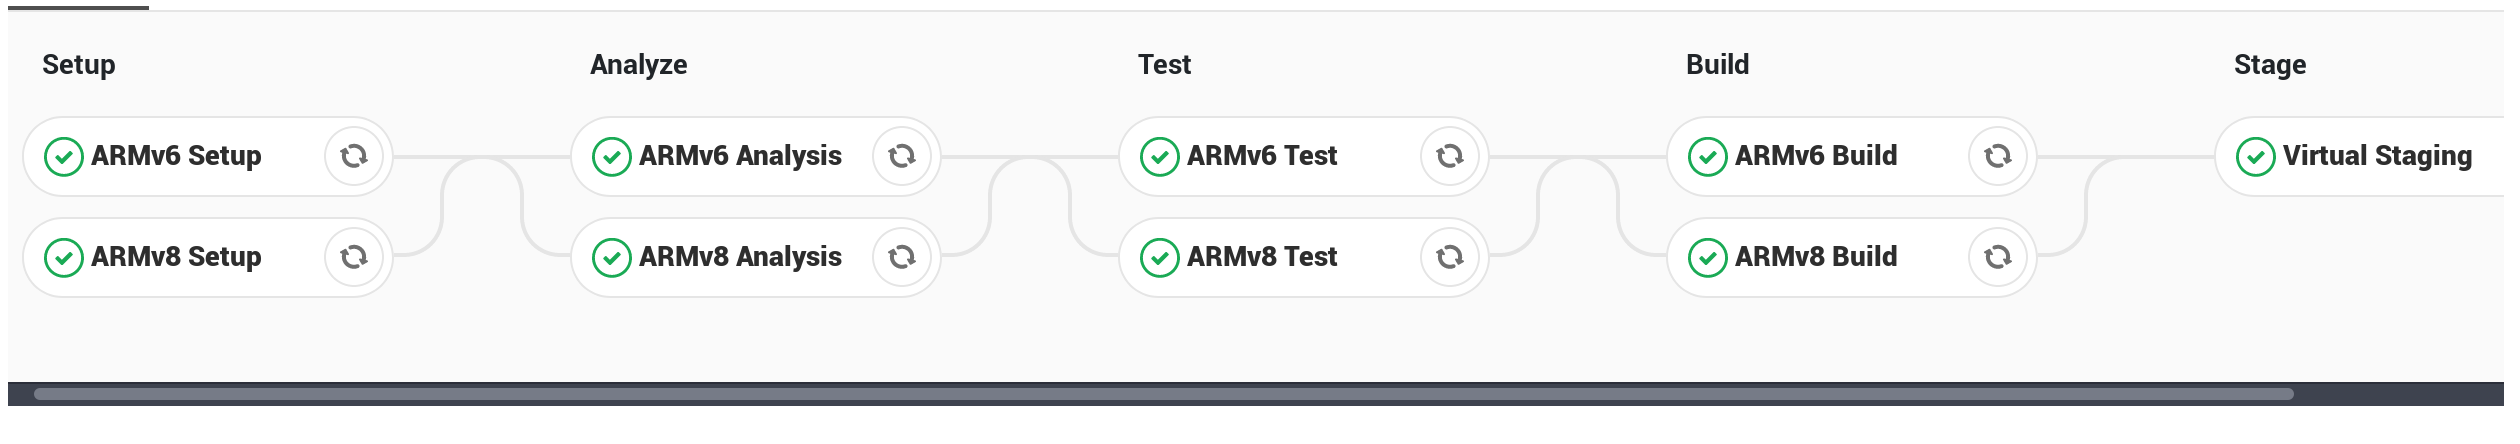 Setup
Analyze
Test
Build
Stage
ARMv6 Setup
ARMv6 Analysis
ARMv6 Test
ARMv6 Build
Virtual Staging
ARMv8 Setup
ARMv8 Analysis
ARMv8 Test
ARMv8 Build